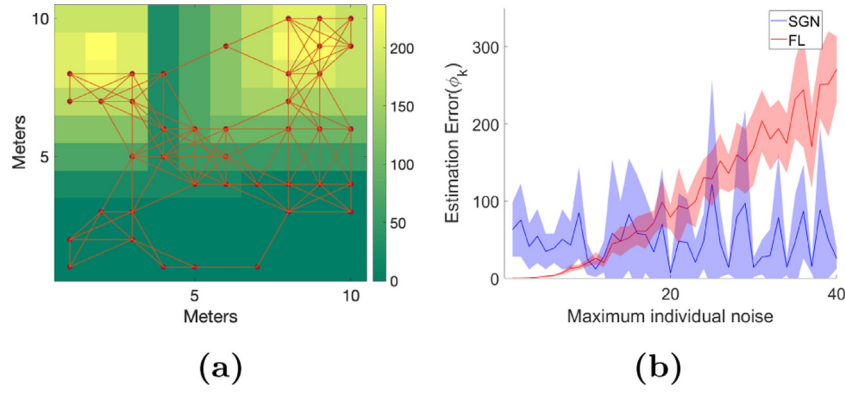 10
5
Meters
5
10
Meters
200
150
100
50
0
(a)
SGN
FL
300
200
100
0
Estimation Error(ϕk)
20
40
Maximum individual noise
(b)